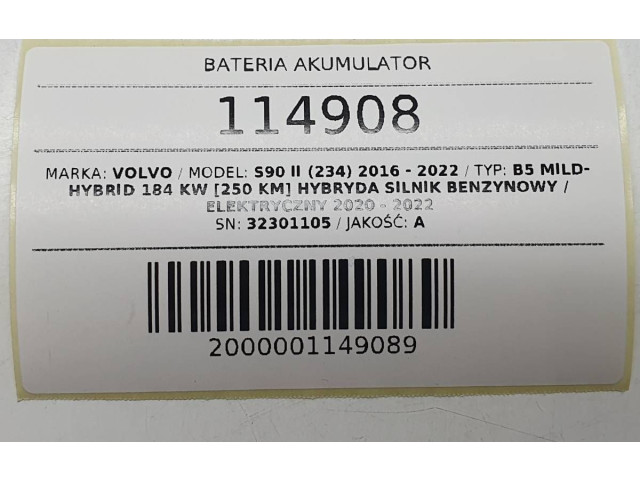 BATERIA AKUMULATOR
114908
MARKA: VOLVO / MODEL: S90 II (234) 2016 - 2022 / TYP: B5 MILD-
HYBRID 184 KW [250 KM] HYBRYDA SILNIK BENZYNOWY /
ELEKTRYCZNY 2020 - 2022
SN: 32301105 / JAKOŚĆ: A
2000001149089